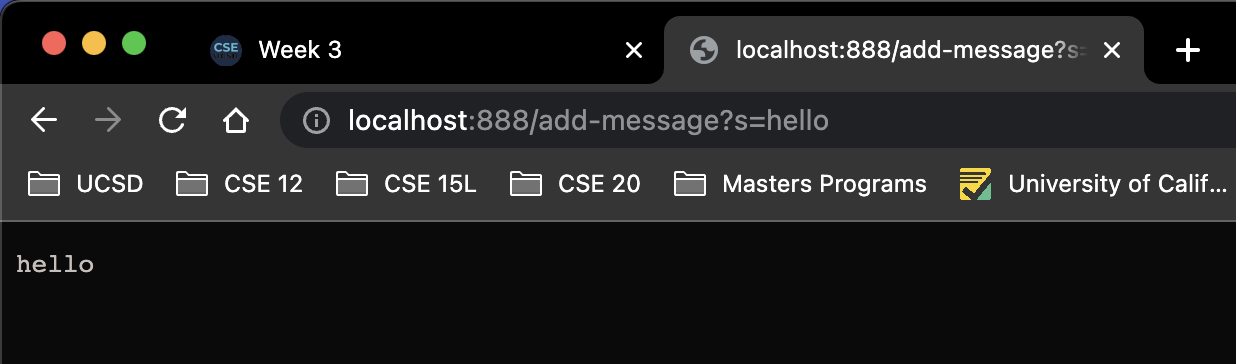 CSE Week 3 localhost:888/add-message?s=
localhost:888/add-message?s=hello
UCSD CSE 12 CSE 15L CSE 20 Masters Programs University of Calif...
hello